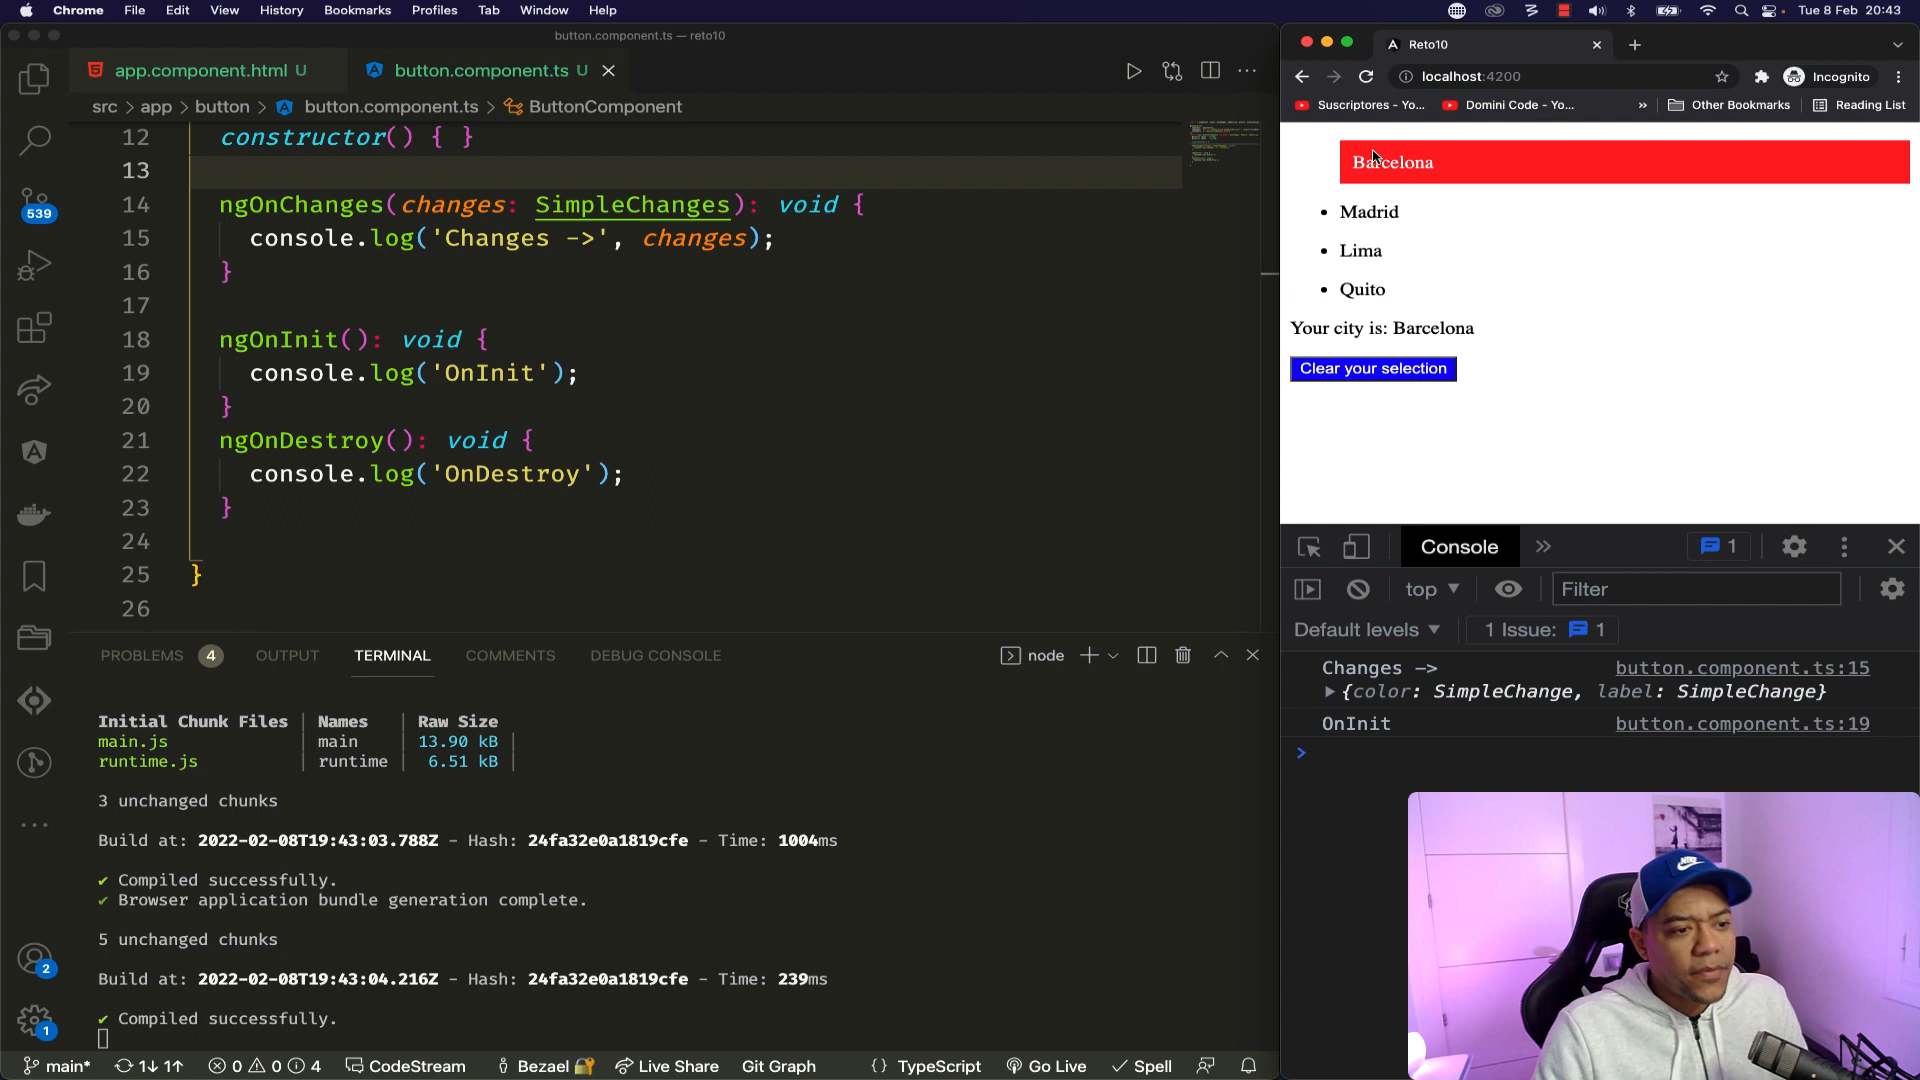 Chrome File Edit View History Bookmarks Profiles Tab Window Help Tue 8 Feb 20:43
button.component.ts — reto10
app.component.html U button.component.ts U
src > app > button > button.component.ts > ButtonComponent
12 constructor() { }
13
14 ngOnChanges(changes: SimpleChanges): void {
15 console.log('Changes ->', changes);
16 }
17
18 ngOnInit(): void {
19 console.log('OnInit');
20 }
21 ngOnDestroy(): void {
22 console.log('OnDestroy');
23 }
24
25 }
26
539
2
1
PROBLEMS 4 OUTPUT TERMINAL COMMENTS DEBUG CONSOLE node
Initial Chunk Files | Names | Raw Size
main.js | main | 13.90 kB |
runtime.js | runtime | 6.51 kB |
3 unchanged chunks
Build at: 2022-02-08T19:43:03.788Z - Hash: 24fa32e0a1819cfe - Time: 1004ms
✔ Compiled successfully.
✔ Browser application bundle generation complete.
5 unchanged chunks
Build at: 2022-02-08T19:43:04.216Z - Hash: 24fa32e0a1819cfe - Time: 239ms
✔ Compiled successfully.
main* 1↓ 1↑ 0 0 4 CodeStream Bezael Live Share Git Graph {} TypeScript Go Live Spell
Reto10
localhost:4200 Incognito
Suscriptores - Yo... Domini Code - Yo... » Other Bookmarks Reading List
Barcelona
• Madrid
• Lima
• Quito
Your city is: Barcelona
Clear your selection
Console » 1
top Filter
Default levels 1 Issue: 1
Changes -> button.component.ts:15
{color: SimpleChange, label: SimpleChange}
OnInit button.component.ts:19
>